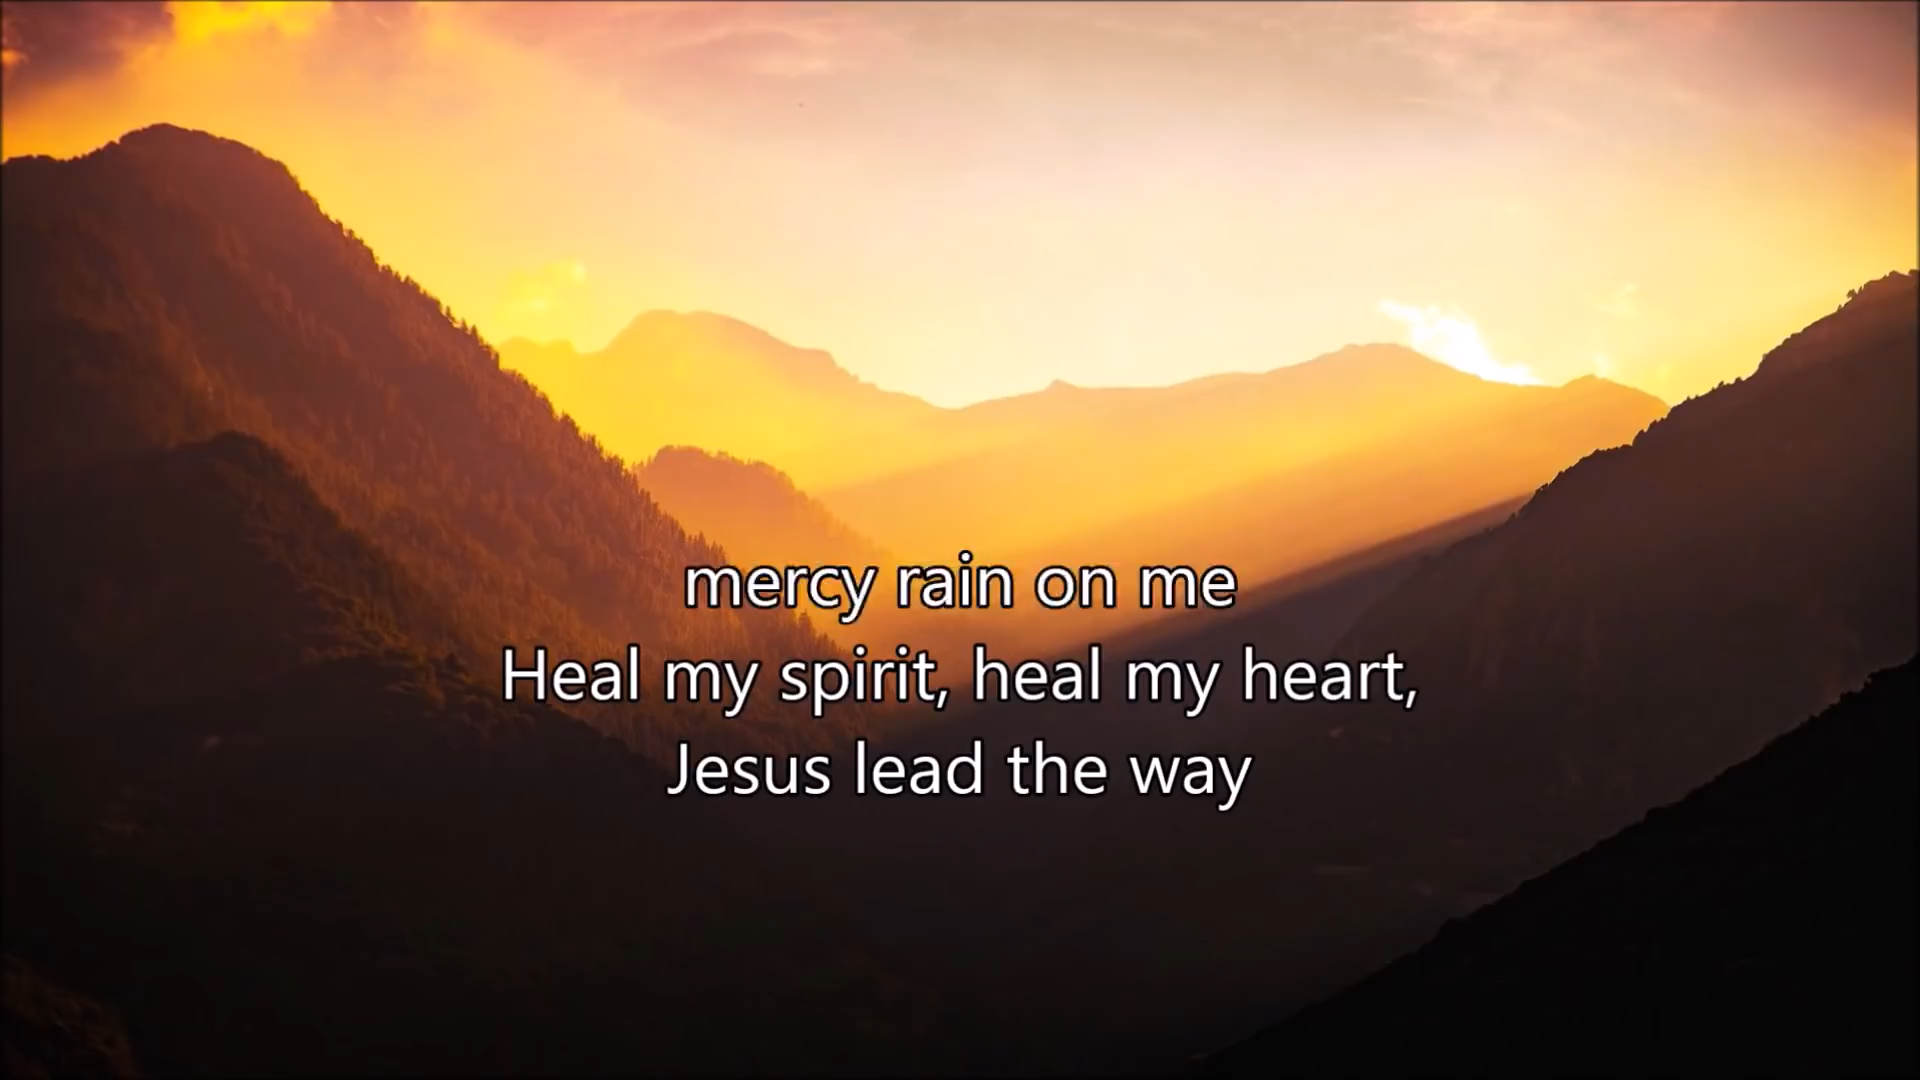 mercy rain on me
Heal my spirit, heal my heart,
Jesus lead the way